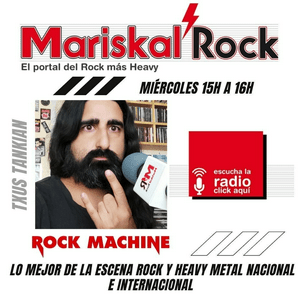 Mariskal Rock
El portal del Rock más Heavy
MIÉRCOLES 15H A 16H
TXUS TANKIAN
escucha la
radio
click aquí
ROCK MACHINE
LO MEJOR DE LA ESCENA ROCK Y HEAVY METAL NACIONAL
E INTERNACIONAL